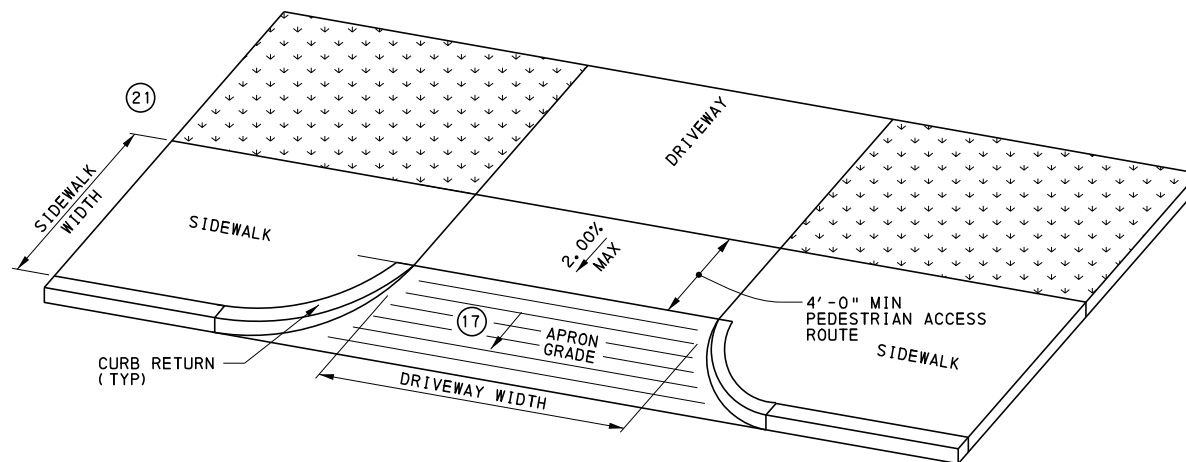 21
DRIVEWAY
SIDEWALK
WIDTH
SIDEWALK
2.00%
MAX
4'-0" MIN
PEDESTRIAN ACCESS
ROUTE
17
APRON
GRADE
SIDEWALK
CURB RETURN
(TYP)
DRIVEWAY WIDTH